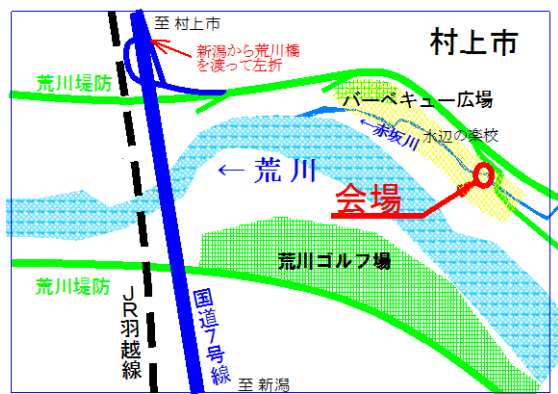 至 村上市
村上市
新潟から荒川橋
を渡って左折
荒川堤防
バーベキュー広場
←赤坂川
水辺の楽校
← 荒 川
会場
荒川ゴルフ場
荒川堤防
JR羽越線
国道7号線
至 新潟